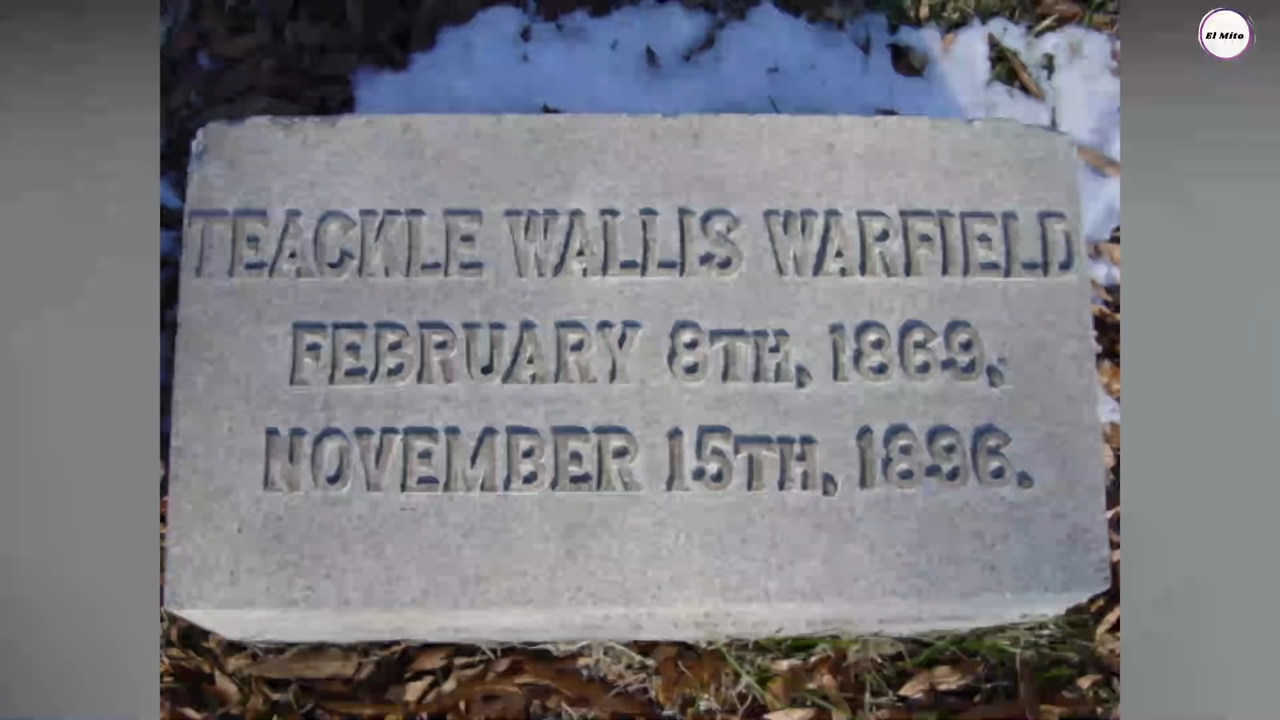 El Mito
TEACKLE WALLIS WARFIELD
FEBRUARY 8TH, 1869,
NOVEMBER 15TH, 1896.